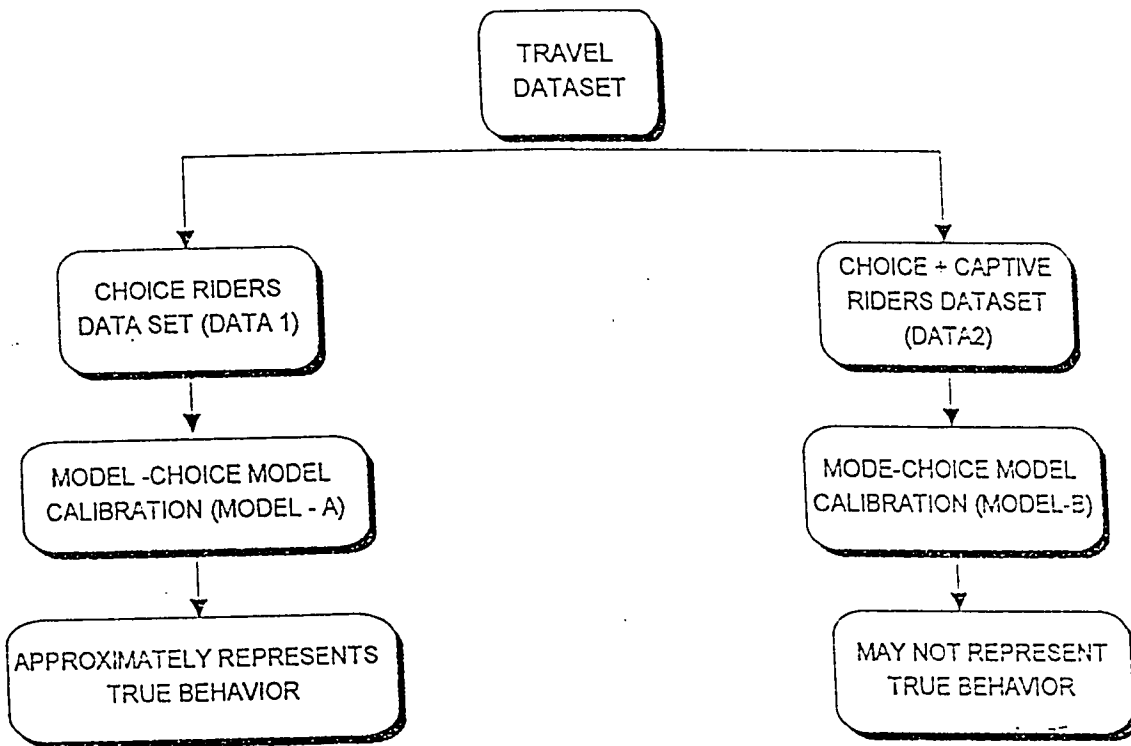 TRAVEL
DATASET
CHOICE RIDERS
DATA SET (DATA 1)
CHOICE + CAPTIVE
RIDERS DATASET
(DATA2)
MODEL -CHOICE MODEL
CALIBRATION (MODEL - A)
MODE-CHOICE MODEL
CALIBRATION (MODEL-B)
APPROXIMATELY REPRESENTS
TRUE BEHAVIOR
MAY NOT REPRESENT
TRUE BEHAVIOR